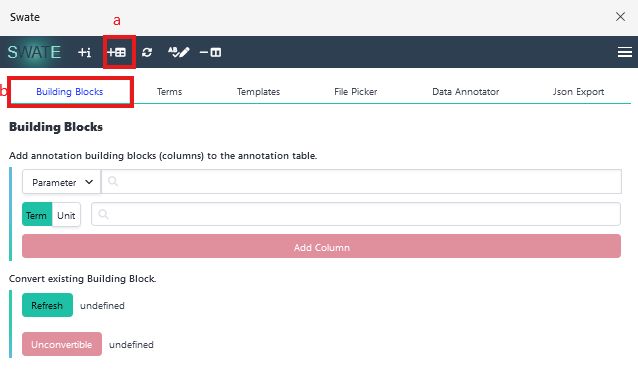 Swate
a
SWATE
AB
b
Building Blocks
Terms
Templates
File Picker
Data Annotator
Json Export
Building Blocks
Add annotation building blocks (columns) to the annotation table.
Parameter
Term
Unit
Add Column
Convert existing Building Block.
Refresh
undefined
Unconvertible
undefined